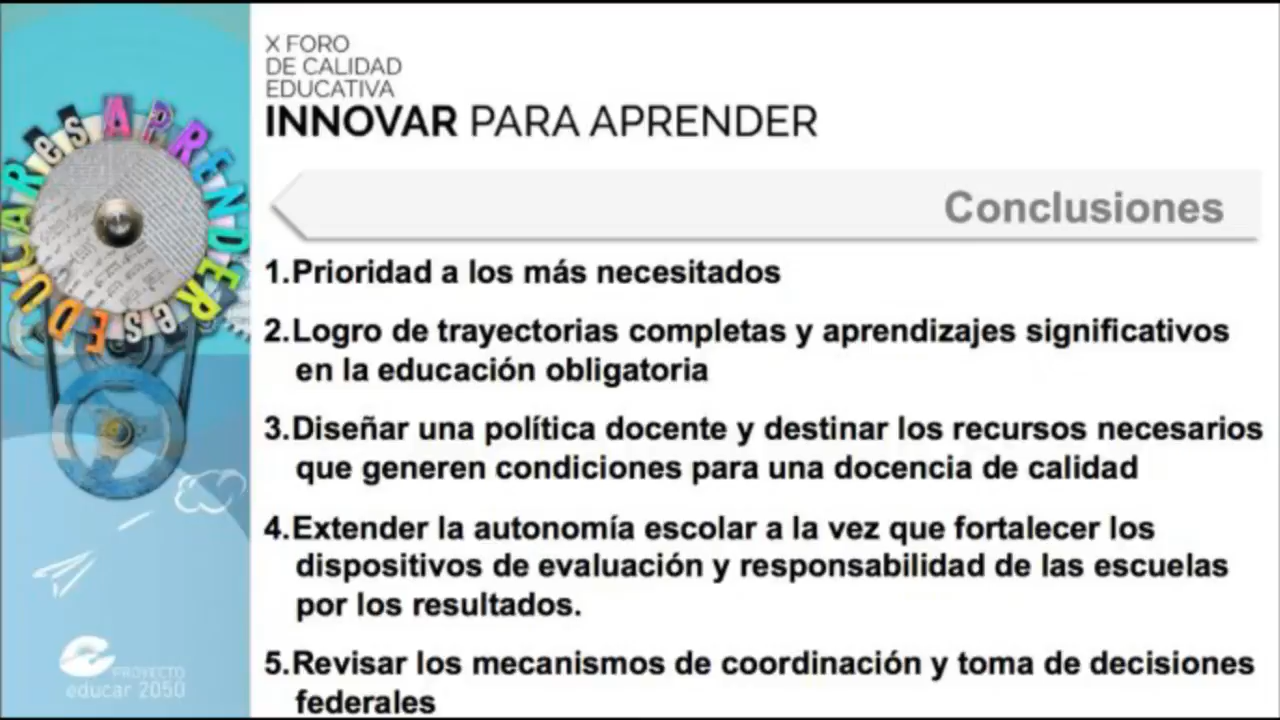 X FORO
DE CALIDAD
EDUCATIVA
INNOVAR PARA APRENDER
Conclusiones
1.Prioridad a los más necesitados
2.Logro de trayectorias completas y aprendizajes significativos
en la educación obligatoria
3.Diseñar una política docente y destinar los recursos necesarios
que generen condiciones para una docencia de calidad
4.Extender la autonomía escolar a la vez que fortalecer los
dispositivos de evaluación y responsabilidad de las escuelas
por los resultados.
5.Revisar los mecanismos de coordinación y toma de decisiones
federales
EDUCAR es APRENDER es
PROYECTO
educar 2050